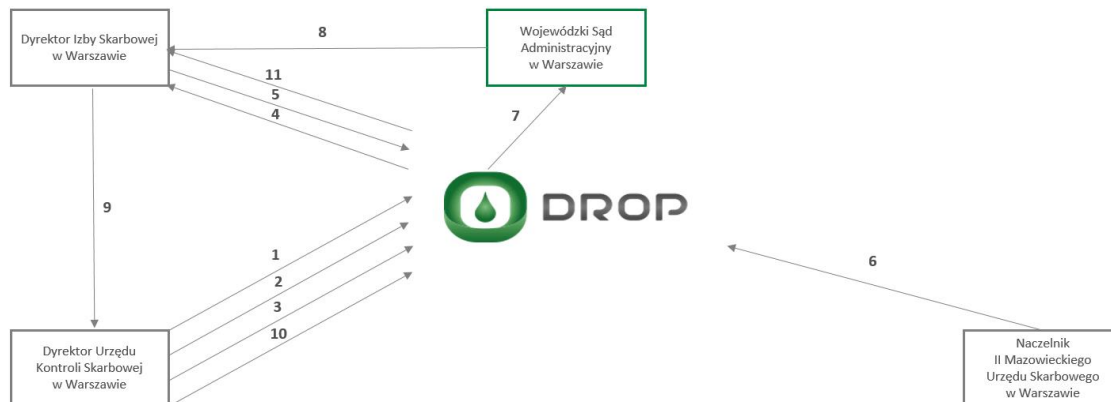 Dyrektor Izby Skarbowej
w Warszawie
8
Wojewódzki Sąd
Administracyjny
w Warszawie
11
5
4
7
DROP
9
1
2
3
10
6
Dyrektor Urzędu
Kontroli Skarbowej
w Warszawie
Naczelnik
II Mazowieckiego
Urzędu Skarbowego
w Warszawie